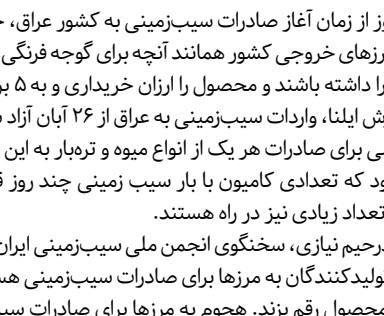 از زمان آغاز صادرات سیب‌زمینی به کشور عراق،
مرزهای خروجی کشور همانند آنچه برای گوجه فرنگی
را داشته باشند و محصول را ارزان خریداری و به ۵
ایلنا، واردات سیب‌زمینی به عراق از ۲۶ آبان آزاد
برای صادرات هر یک از انواع میوه و تره‌بار به این
که تعدادی کامیون با بار سیب زمینی چند روز
تعداد زیادی نیز در راه هستند.
نیازی، سخنگوی انجمن ملی سیب‌زمینی ایران
تولیدکنندگان به مرزها برای صادرات سیب‌زمینی
محصول رقم بزند. هجوم به مرزها برای صادرات